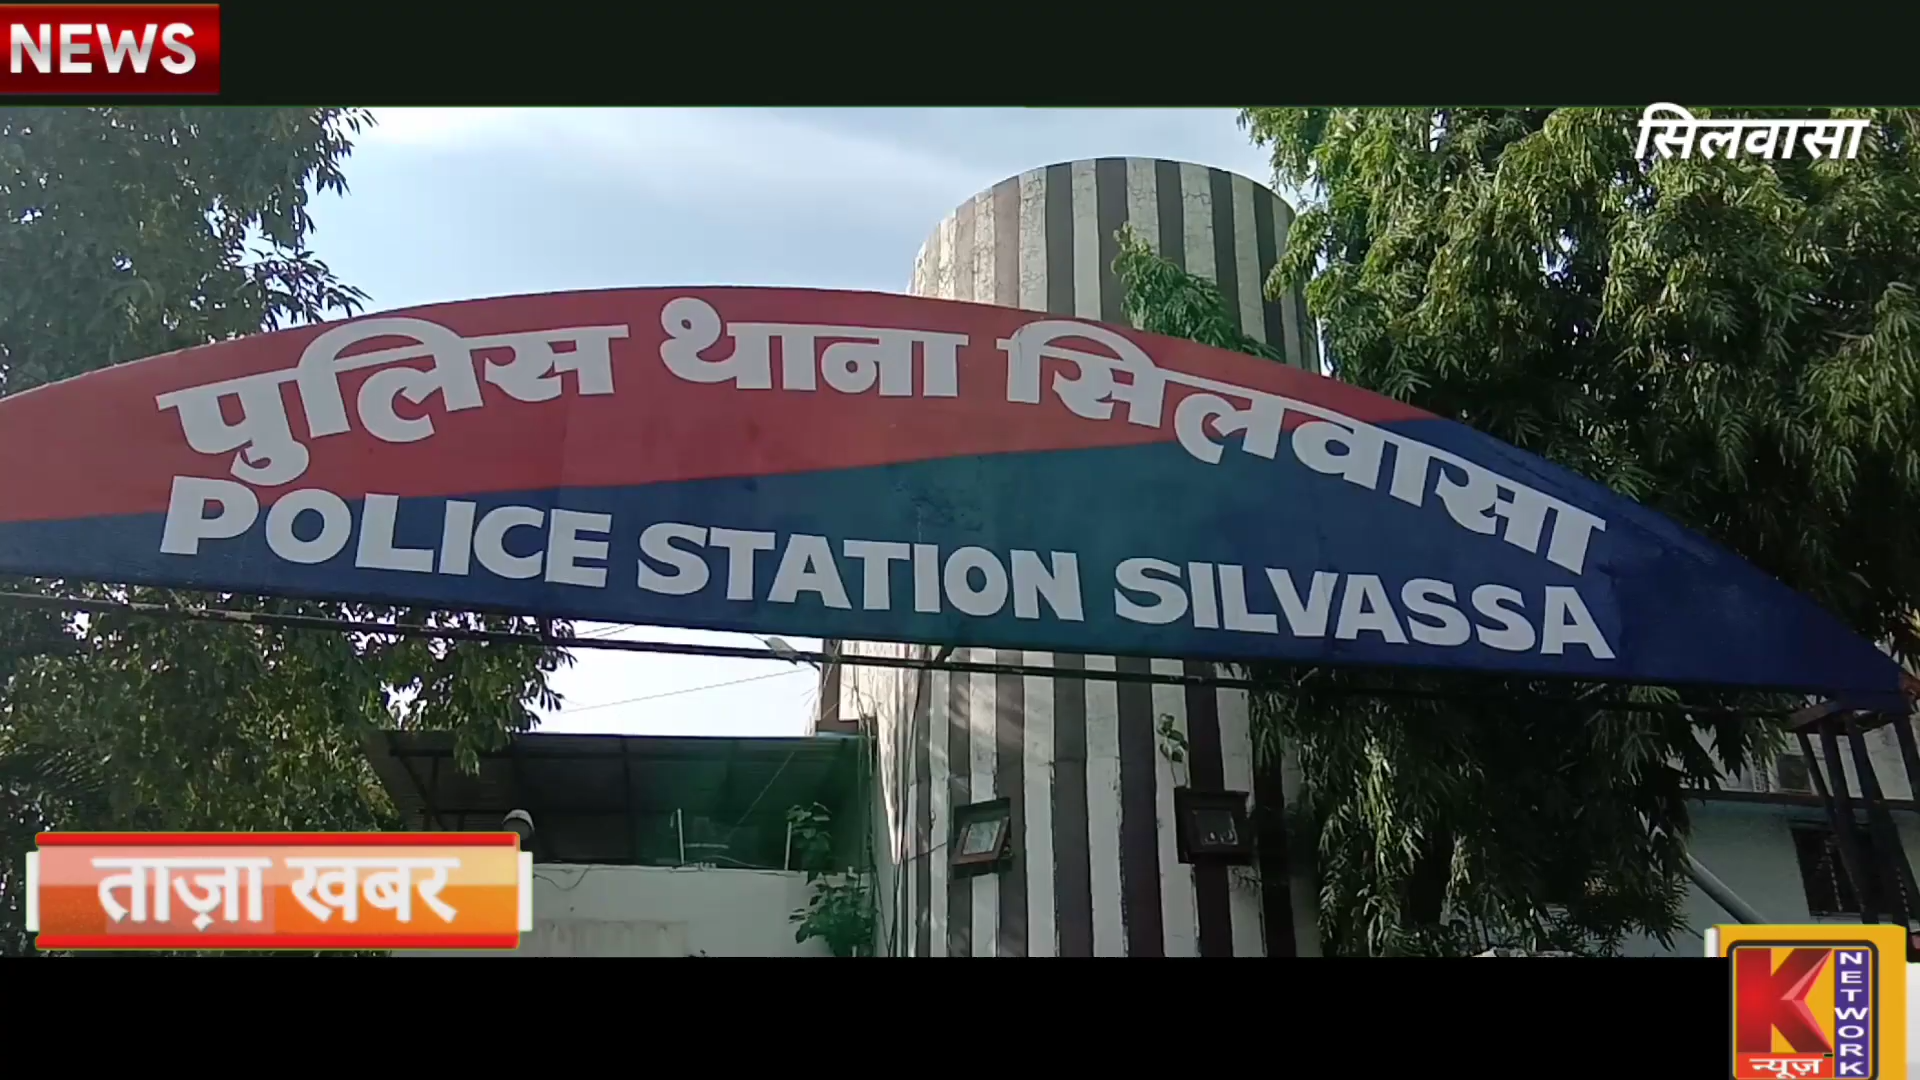 NEWS
सिलवासा
पुलिस थाना सिलवासा
POLICE STATION SILVASSA
ताज़ा खबर
K NETWORK
न्यूज़